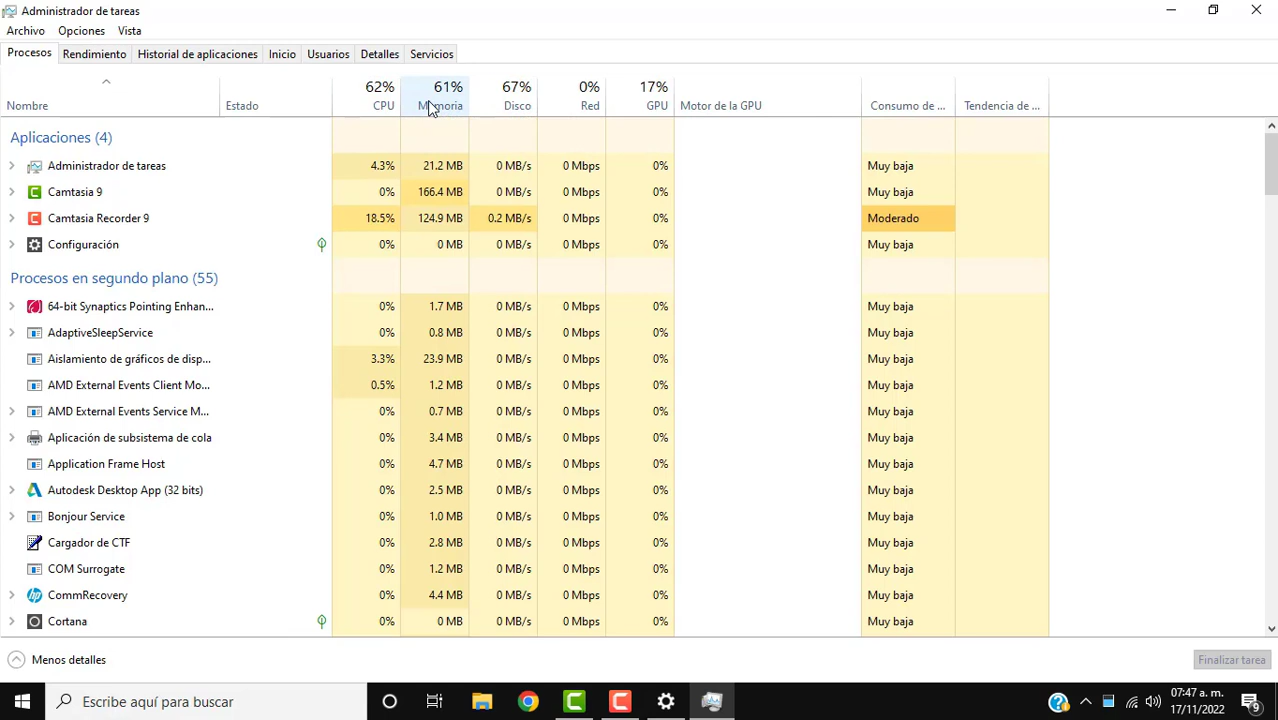 Administrador de tareas
Archivo Opciones Vista
Procesos Rendimiento Historial de aplicaciones Inicio Usuarios Detalles Servicios
62% 61% 67% 0% 17%
Nombre Estado CPU Memoria Disco Red GPU Motor de la GPU Consumo de ... Tendencia de ...
Aplicaciones (4)
Administrador de tareas 4.3% 21.2 MB 0 MB/s 0 Mbps 0% Muy baja
Camtasia 9 0% 166.4 MB 0 MB/s 0 Mbps 0% Muy baja
Camtasia Recorder 9 18.5% 124.9 MB 0.2 MB/s 0 Mbps 0% Moderado
Configuración 0% 0 MB 0 MB/s 0 Mbps 0% Muy baja
Procesos en segundo plano (55)
64-bit Synaptics Pointing Enhan... 0% 1.7 MB 0 MB/s 0 Mbps 0% Muy baja
AdaptiveSleepService 0% 0.8 MB 0 MB/s 0 Mbps 0% Muy baja
Aislamiento de gráficos de disp... 3.3% 23.9 MB 0 MB/s 0 Mbps 0% Muy baja
AMD External Events Client Mo... 0.5% 1.2 MB 0 MB/s 0 Mbps 0% Muy baja
AMD External Events Service M... 0% 0.7 MB 0 MB/s 0 Mbps 0% Muy baja
Aplicación de subsistema de cola 0% 3.4 MB 0 MB/s 0 Mbps 0% Muy baja
Application Frame Host 0% 4.7 MB 0 MB/s 0 Mbps 0% Muy baja
Autodesk Desktop App (32 bits) 0% 2.5 MB 0 MB/s 0 Mbps 0% Muy baja
Bonjour Service 0% 1.0 MB 0 MB/s 0 Mbps 0% Muy baja
Cargador de CTF 0% 2.8 MB 0 MB/s 0 Mbps 0% Muy baja
COM Surrogate 0% 1.2 MB 0 MB/s 0 Mbps 0% Muy baja
CommRecovery 0% 4.4 MB 0 MB/s 0 Mbps 0% Muy baja
Cortana 0% 0 MB 0 MB/s 0 Mbps 0% Muy baja
Menos detalles Finalizar tarea
Escribe aquí para buscar 07:47 a. m.
17/11/2022 9